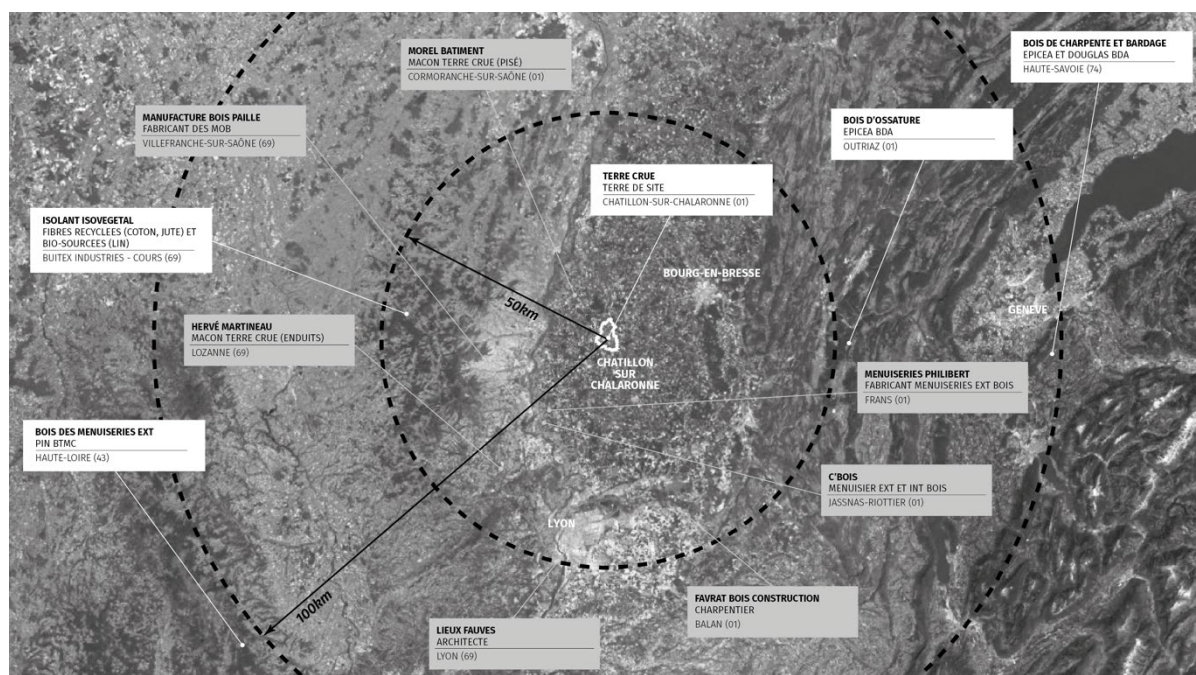 MOREL BATIMENT
MACON TERRE CRUE (PISÉ)
CORMORANCHE-SUR-SAÔNE (01)
BOIS DE CHARPENTE ET BARDAGE
EPICEA ET DOUGLAS BDA
HAUTE-SAVOIE (74)
MANUFACTURE BOIS PAILLE
FABRICANT DES MOB
VILLEFRANCHE-SUR-SAÔNE (69)
BOIS D'OSSATURE
EPICEA BDA
OUTRIAZ (01)
TERRE CRUE
TERRE DE SITE
CHATILLON-SUR-CHALARONNE (01)
ISOLANT ISOVEGETAL
FIBRES RECYCLEES (COTON, JUTE) ET
BIO-SOURCEES (LIN)
BUITEX INDUSTRIES - COURS (69)
BOURG-EN-BRESSE
50km
GENEVE
HERVÉ MARTINEAU
MACON TERRE CRUE (ENDUITS)
LOZANNE (69)
CHATILLON
SUR
CHALARONNE
MENUISERIES PHILIBERT
FABRICANT MENUISERIES EXT BOIS
FRANS (01)
BOIS DES MENUISERIES EXT
PIN BTMC
HAUTE-LOIRE (43)
C'BOIS
MENUISIER EXT ET INT BOIS
JASSNAS-RIOTTIER (01)
LYON
100km
FAVRAT BOIS CONSTRUCTION
CHARPENTIER
BALAN (01)
LIEUX FAUVES
ARCHITECTE
LYON (69)